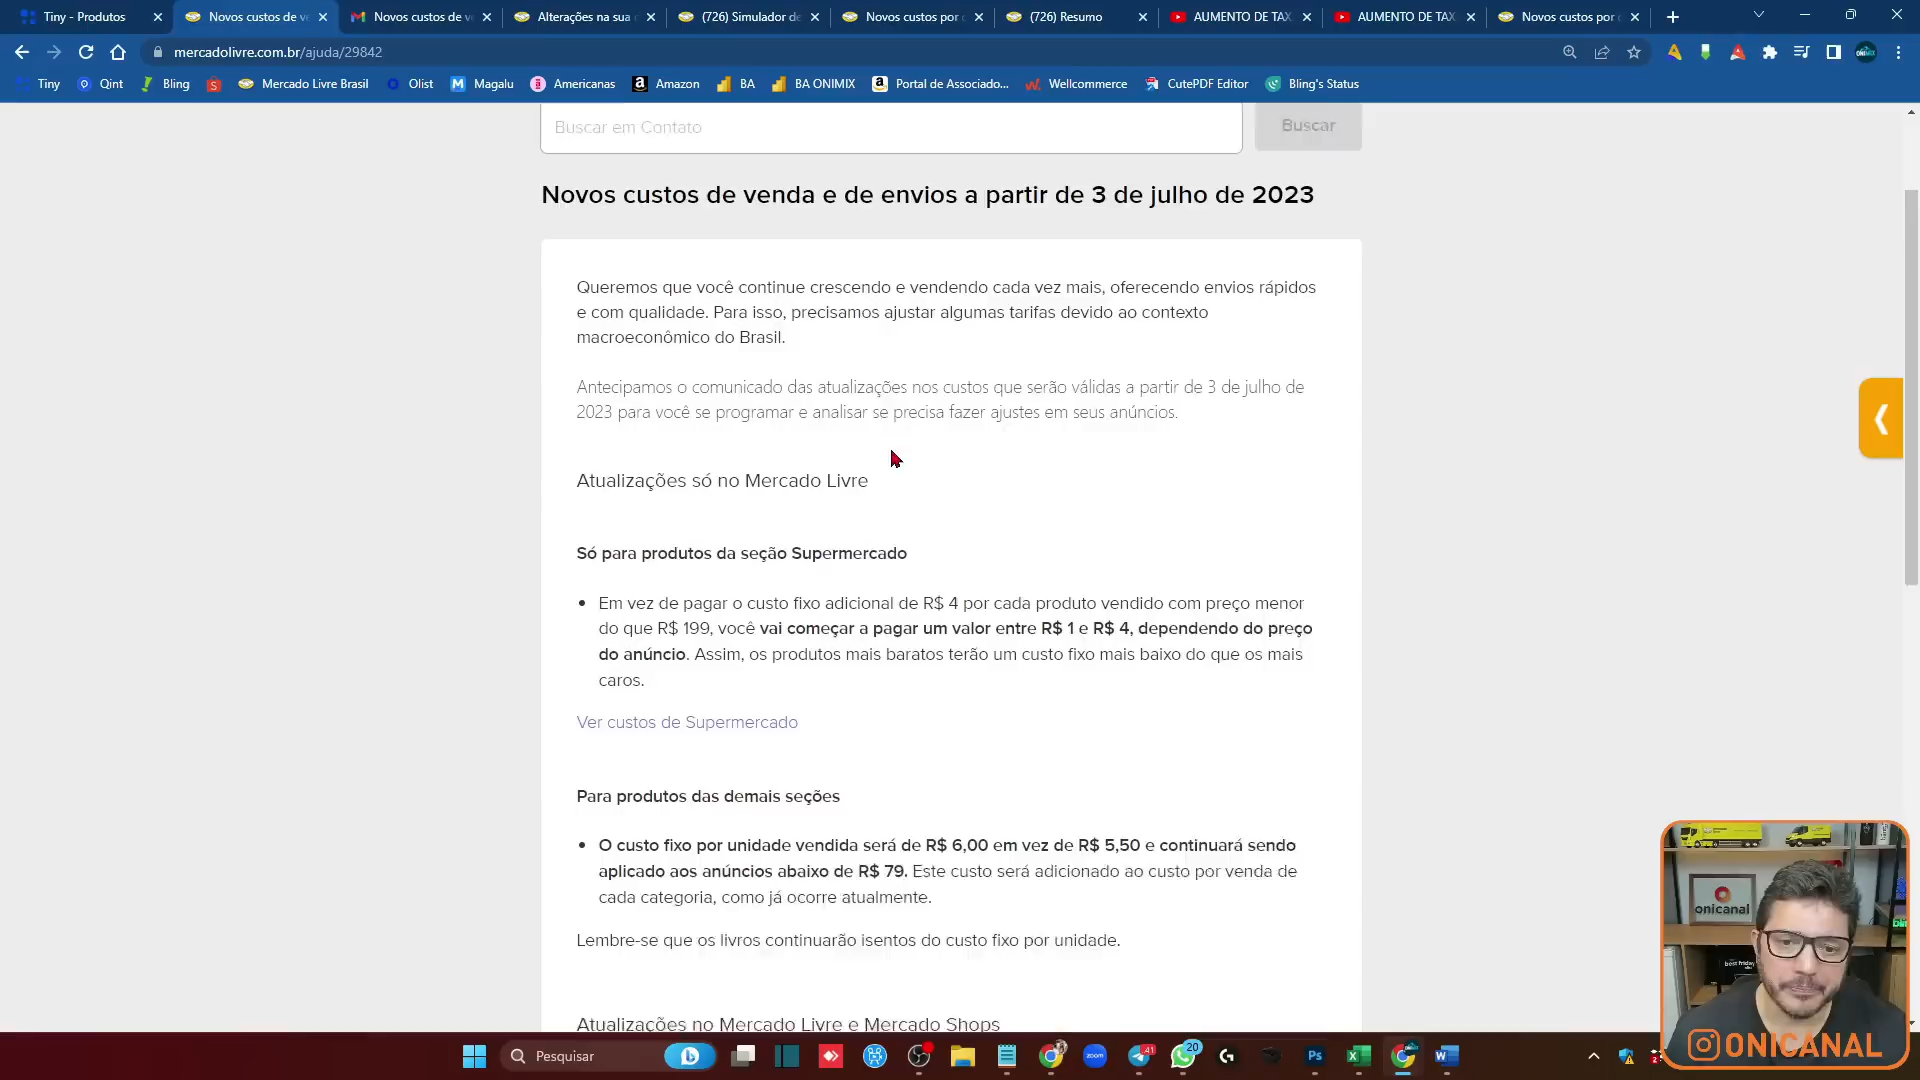 Tiny - Produtos
Novos custos de ve
Novos custos de ve
Alterações na sua c
(726) Simulador de
Novos custos por c
(726) Resumo
AUMENTO DE TAX
AUMENTO DE TAX
Novos custos por c
mercadolivre.com.br/ajuda/29842
Tiny
Qint
Bling
Mercado Livre Brasil
Olist
Magalu
Americanas
Amazon
BA
BA ONIMIX
Portal de Associado...
Wellcommerce
CutePDF Editor
Bling's Status
Buscar em Contato
Buscar
Novos custos de venda e de envios a partir de 3 de julho de 2023
Queremos que você continue crescendo e vendendo cada vez mais, oferecendo envios rápidos
e com qualidade. Para isso, precisamos ajustar algumas tarifas devido ao contexto
macroeconômico do Brasil.
Antecipamos o comunicado das atualizações nos custos que serão válidas a partir de 3 de julho de
2023 para você se programar e analisar se precisa fazer ajustes em seus anúncios.
Atualizações só no Mercado Livre
Só para produtos da seção Supermercado
• Em vez de pagar o custo fixo adicional de R$ 4 por cada produto vendido com preço menor
do que R$ 199, você vai começar a pagar um valor entre R$ 1 e R$ 4, dependendo do preço
do anúncio. Assim, os produtos mais baratos terão um custo fixo mais baixo do que os mais
caros.
Ver custos de Supermercado
Para produtos das demais seções
• O custo fixo por unidade vendida será de R$ 6,00 em vez de R$ 5,50 e continuará sendo
aplicado aos anúncios abaixo de R$ 79. Este custo será adicionado ao custo por venda de
cada categoria, como já ocorre atualmente.
Lembre-se que os livros continuarão isentos do custo fixo por unidade.
Atualizações no Mercado Livre e Mercado Shops
onicanal
best friday
ONICANAL
Pesquisar
zoom
41
20
Ps